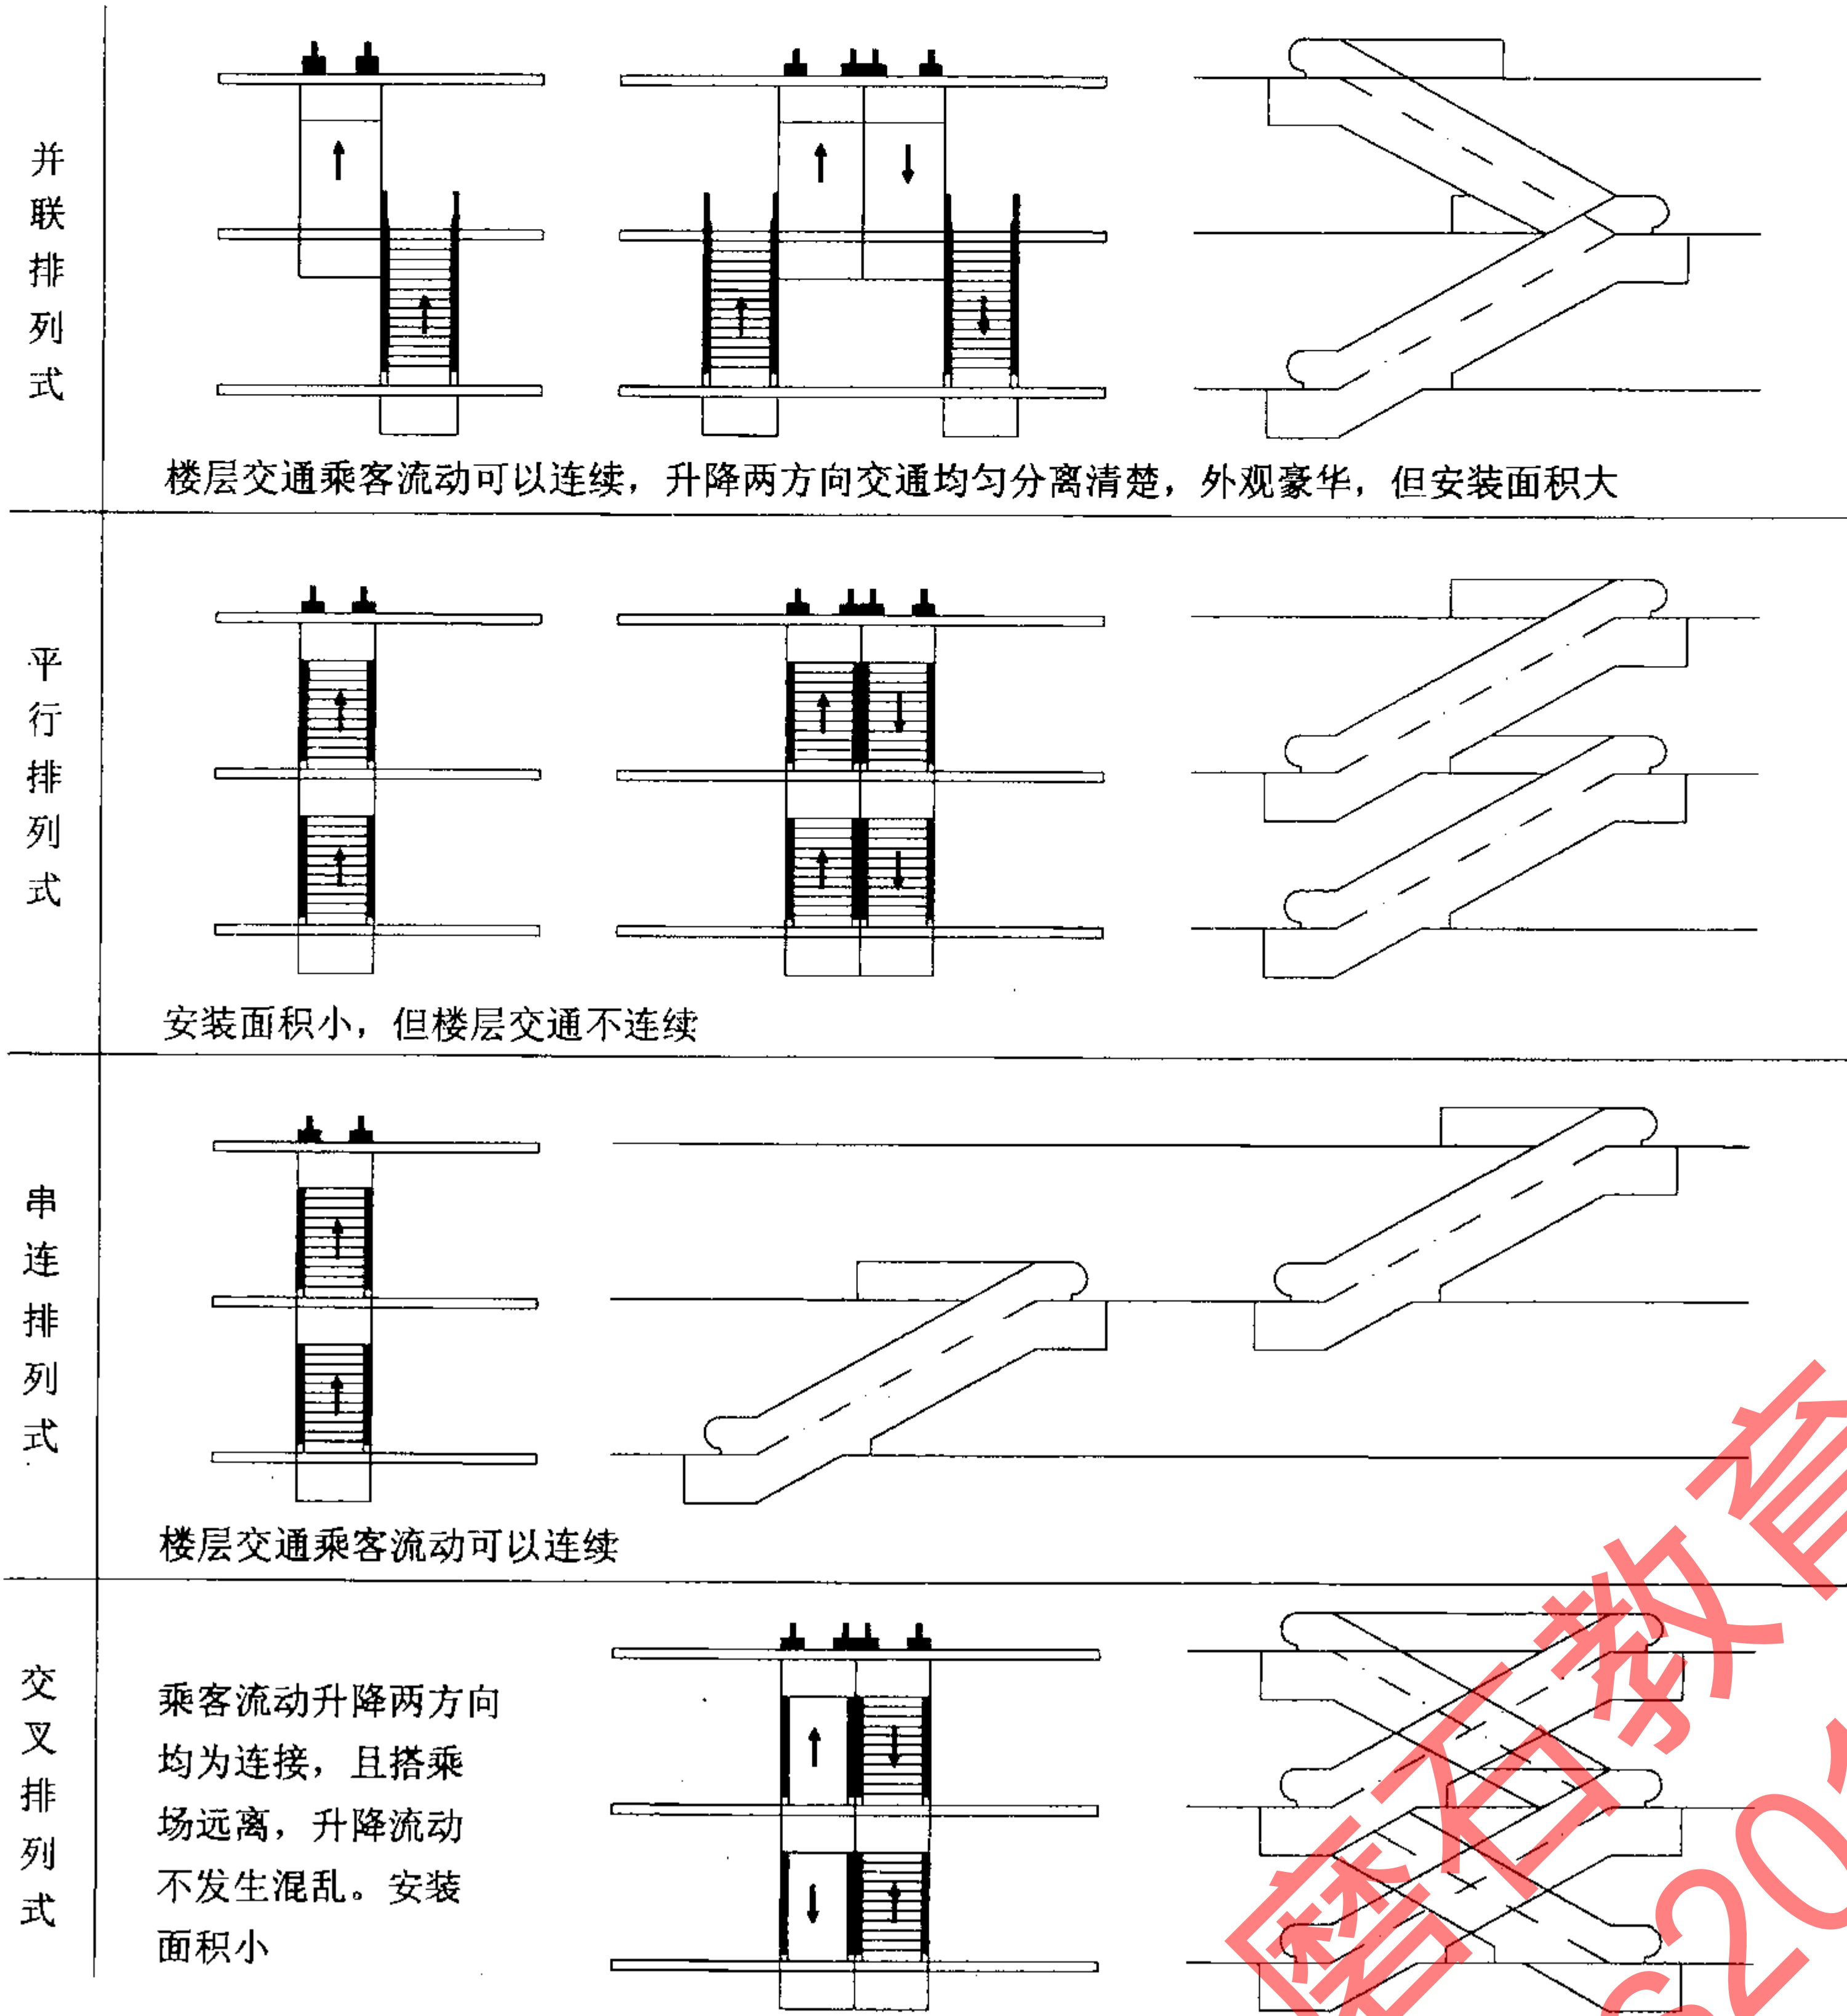 并联排列式
楼层交通乘客流动可以连续，升降两方向交通均匀分离清楚，外观豪华，但安装面积大
平行排列式
安装面积小，但楼层交通不连续
串连排列式
楼层交通乘客流动可以连续
交叉排列式
乘客流动升降两方向
均为连接，且搭乘
场远离，升降流动
不发生混乱。安装
面积小
磨石教育